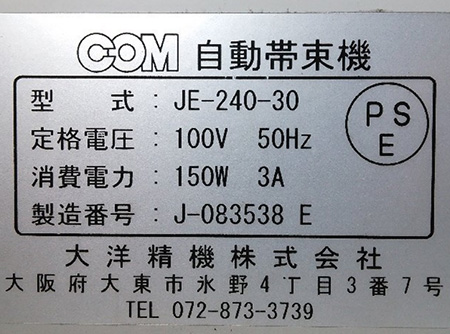 COM 自動帯束機
型 式 : JE-240-30
定格電圧 : 100V 50Hz
消費電力 : 150W 3A
製造番号 : J-083538 E
PS
E
大洋精機株式会社
大阪府大東市氷野4丁目3番7号
TEL 072-873-3739